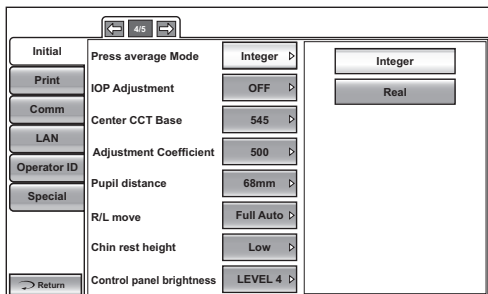 4/5
Initial
Print
Comm
LAN
Operator ID
Special
Return
Press average Mode Integer
IOP Adjustment OFF
Center CCT Base 545
Adjustment Coefficient 500
Pupil distance 68mm
R/L move Full Auto
Chin rest height Low
Control panel brightness LEVEL 4
Integer
Real